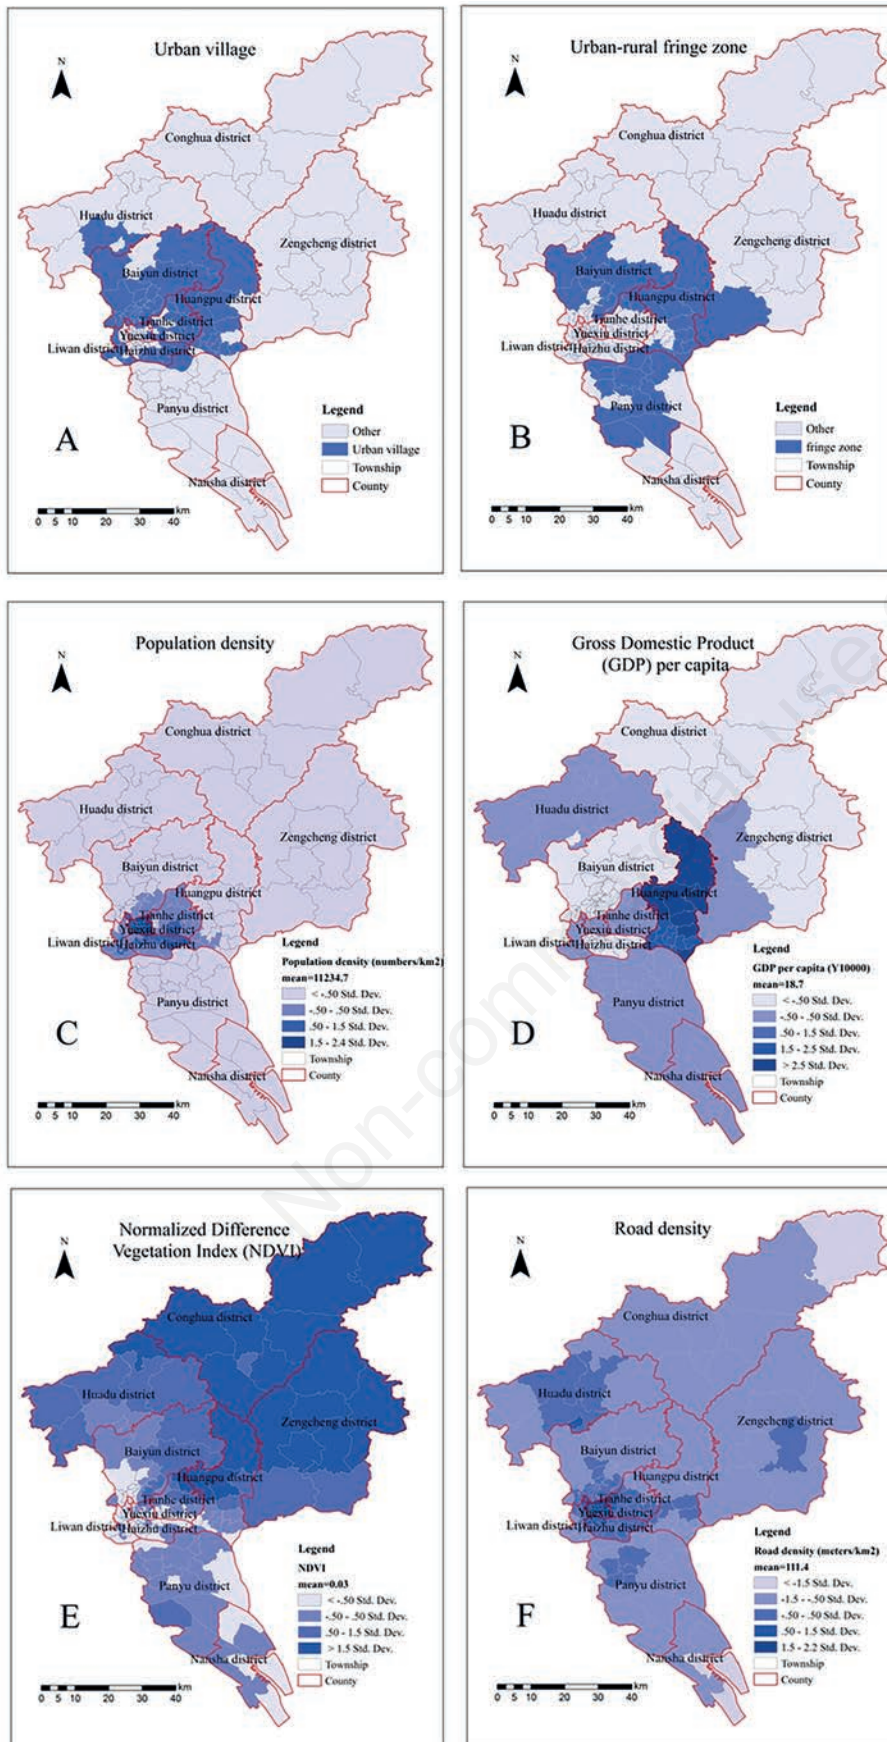 Urban village
N
Conghua district
Huadu district
Zengcheng district
Baiyun district
Huangpu district
Tianhe district
Yuexiu district
Liwan district
Haizhu district
Panyu district
Nansha district
A
Legend
Other
Urban village
Township
County
0 5 10 20 30 40
km
Urban-rural fringe zone
N
Conghua district
Huadu district
Zengcheng district
Baiyun district
Huangpu district
Tianhe district
Yuexiu district
Liwan district
Haizhu district
Panyu district
Nansha district
B
Legend
Other
fringe zone
Township
County
0 5 10 20 30 40
km
Population density
N
Conghua district
Huadu district
Zengcheng district
Baiyun district
Huangpu district
Tianhe district
Yuexiu district
Liwan district
Haizhu district
Panyu district
Nansha district
C
Legend
Population density (numbers/km2)
mean=11234,7
< -.50 Std. Dev.
-.50 - .50 Std. Dev.
.50 - 1.5 Std. Dev.
1.5 - 2.4 Std. Dev.
Township
County
0 5 10 20 30 40
km
Gross Domestic Product
(GDP) per capita
N
Conghua district
Huadu district
Zengcheng district
Baiyun district
Huangpu district
Tianhe district
Yuexiu district
Liwan district
Haizhu district
Panyu district
Nansha district
D
Legend
GDP per capita (Y10000)
mean=18.7
< -.50 Std. Dev.
-.50 - .50 Std. Dev.
.50 - 1.5 Std. Dev.
1.5 - 2.5 Std. Dev.
> 2.5 Std. Dev.
Township
County
0 5 10 20 30 40
km
Normalized Difference
Vegetation Index (NDVI)
N
Conghua district
Huadu district
Zengcheng district
Baiyun district
Huangpu district
Tianhe district
Yuexiu district
Liwan district
Haizhu district
Panyu district
Nansha district
E
Legend
NDVI
mean=0.03
< -.50 Std. Dev.
-.50 - .50 Std. Dev.
.50 - 1.5 Std. Dev.
> 1.5 Std. Dev.
Township
County
0 5 10 20 30 40
km
Road density
N
Conghua district
Huadu district
Zengcheng district
Baiyun district
Huangpu district
Tianhe district
Yuexiu district
Liwan district
Haizhu district
Panyu district
Nansha district
F
Legend
Road density (meters/km2)
mean=111.4
< -1.5 Std. Dev.
-1.5 - -.50 Std. Dev.
-.50 - .50 Std. Dev.
.50 - 1.5 Std. Dev.
1.5 - 2.2 Std. Dev.
Township
County
0 5 10 20 30 40
km
Non-commercial use